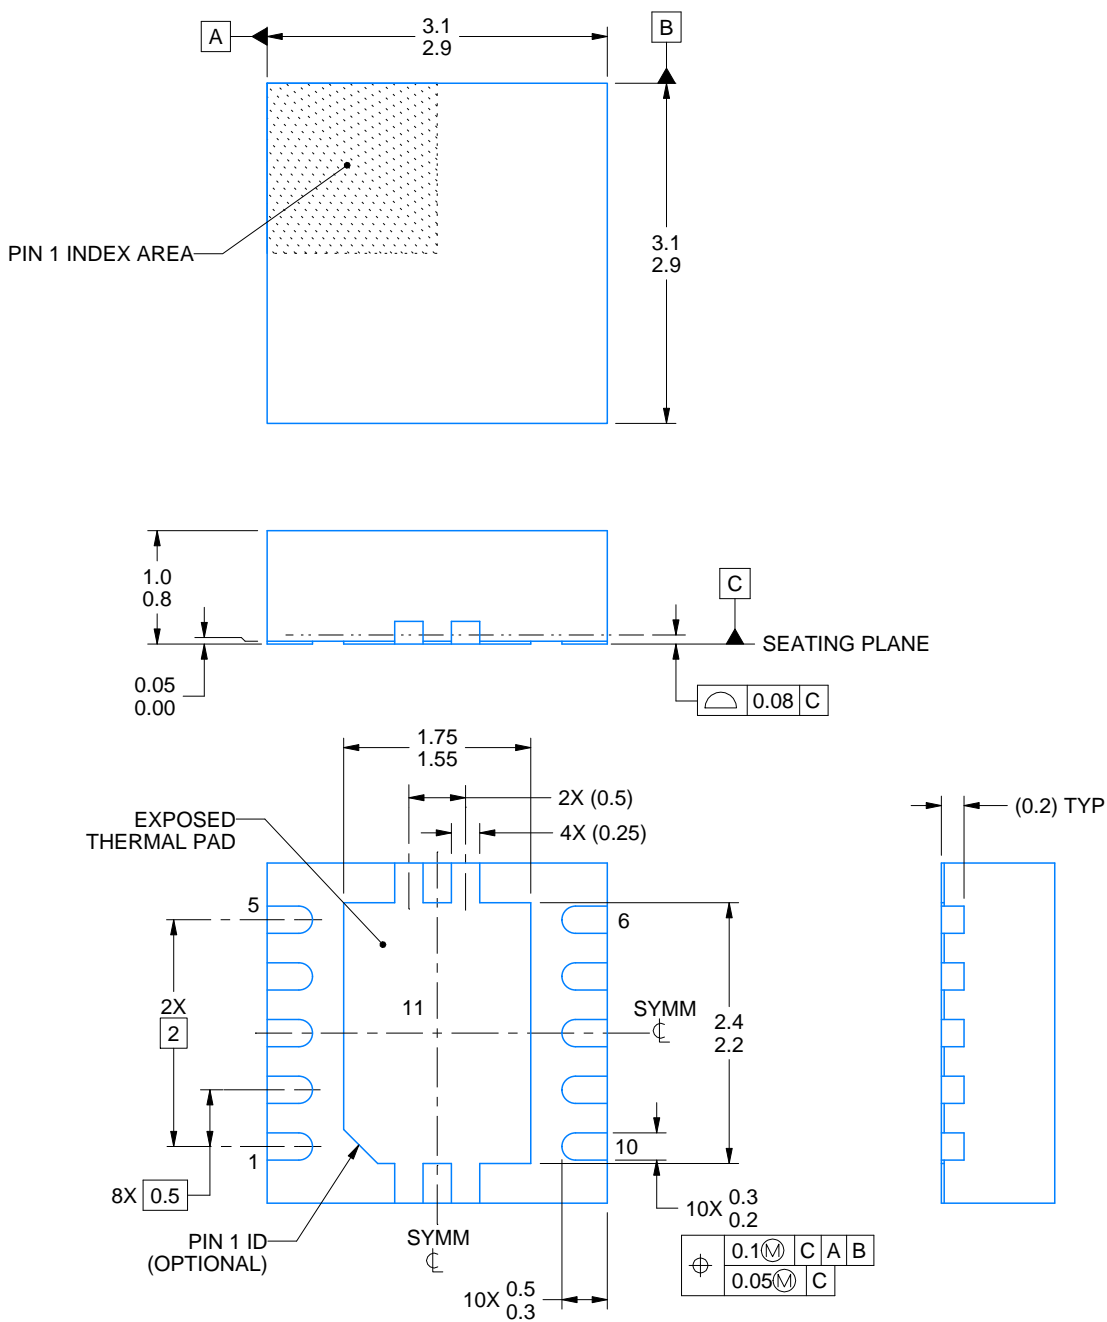 A
3.1
2.9
B
PIN 1 INDEX AREA
3.1
2.9
1.0
0.8
C
SEATING PLANE
0.05
0.00
0.08 C
1.75
1.55
2X (0.5)
(0.2) TYP
EXPOSED
THERMAL PAD
4X (0.25)
5
6
11
SYMM
℄
2X
2
2.4
2.2
1
10
8X 0.5
10X 0.3
0.2
PIN 1 ID
(OPTIONAL)
SYMM
℄
⌖ 0.1Ⓜ C A B
0.05Ⓜ C
10X 0.5
0.3